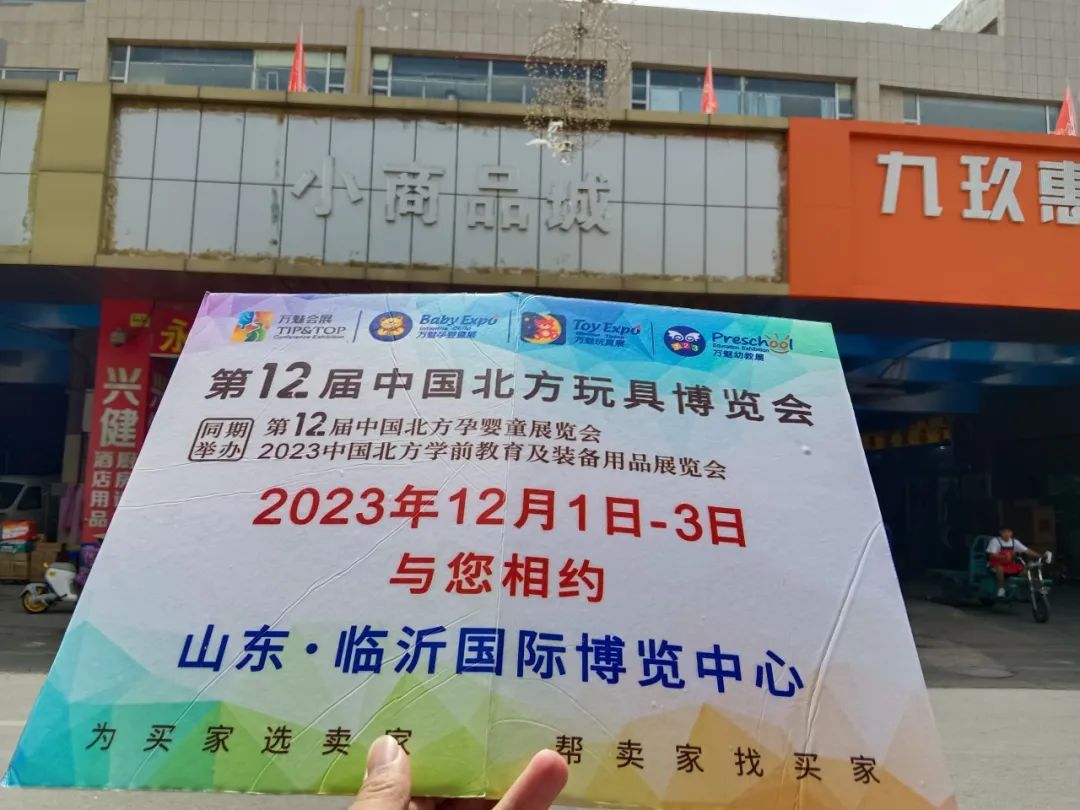 小商品城
九玖惠
永
兴健
酒店用品
万魅会展
TIP&TOP
Conference Exhibition
Baby Expo
万魅孕婴童展
Toy Expo
万魅玩具展
Preschool
Education Exhibition
万魅幼教展
第12届中国北方玩具博览会
同期举办
第12届中国北方孕婴童展览会
2023中国北方学前教育及装备用品展览会
2023年12月1日-3日
与您相约
山东·临沂国际博览中心
为买家选卖家 帮卖家找买家